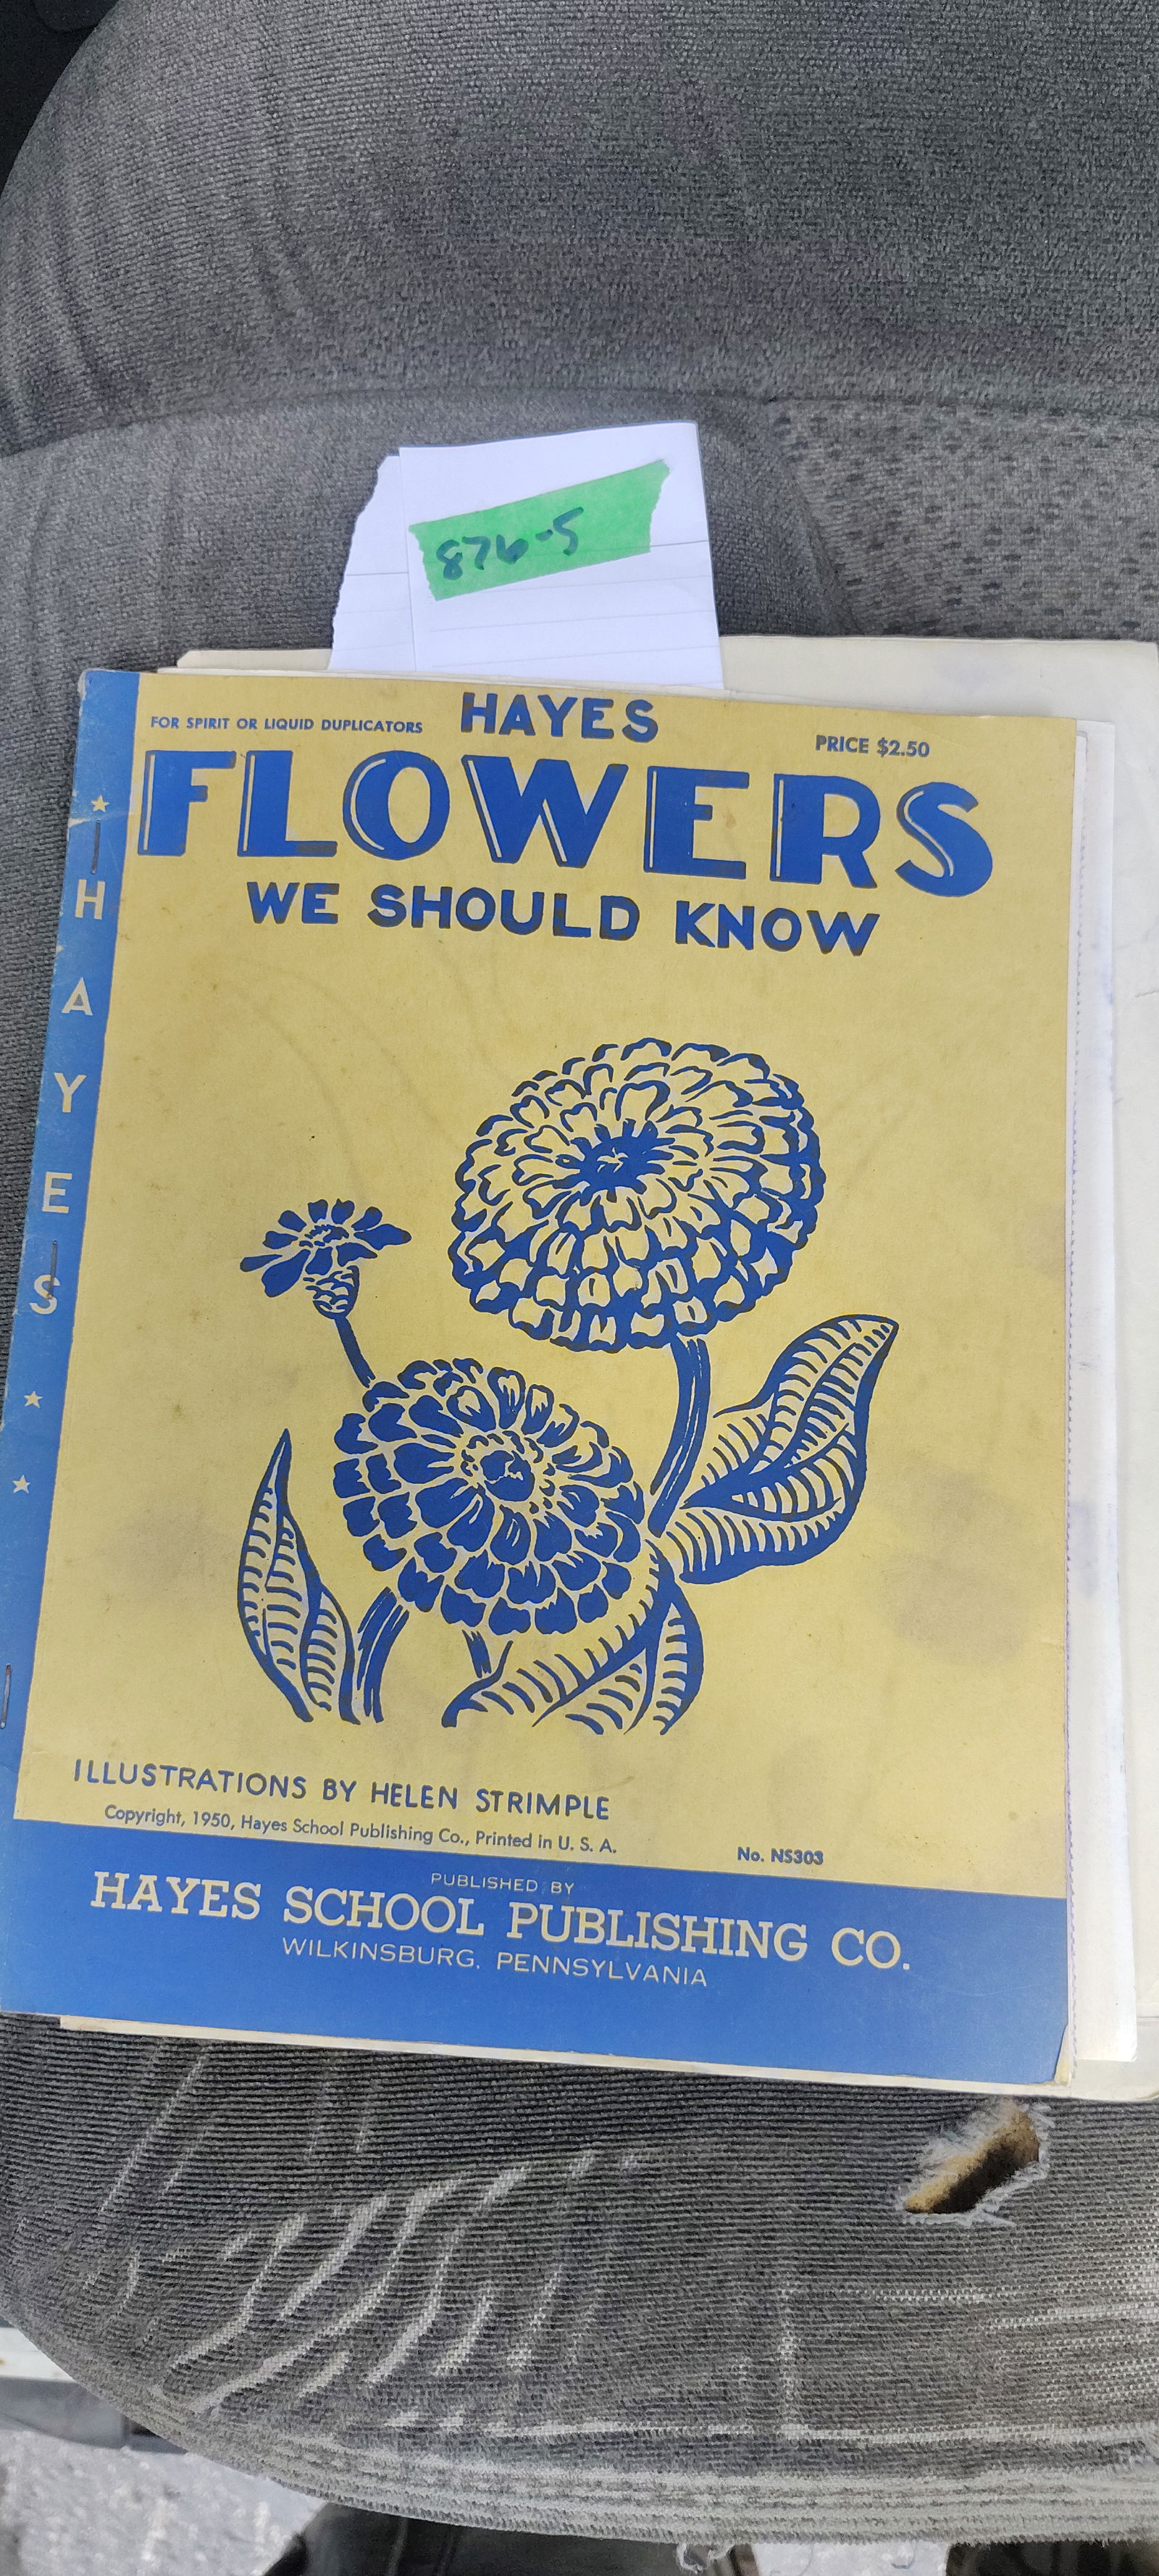 876-5
HAYES
FOR SPIRIT OR LIQUID DUPLICATORS
PRICE $2.50
FLOWERS
WE SHOULD KNOW
HAYES
ILLUSTRATIONS BY HELEN STRIMPLE
Copyright, 1950, Hayes School Publishing Co., Printed in U. S. A.
No. NS303
PUBLISHED BY
HAYES SCHOOL PUBLISHING CO.
WILKINSBURG, PENNSYLVANIA